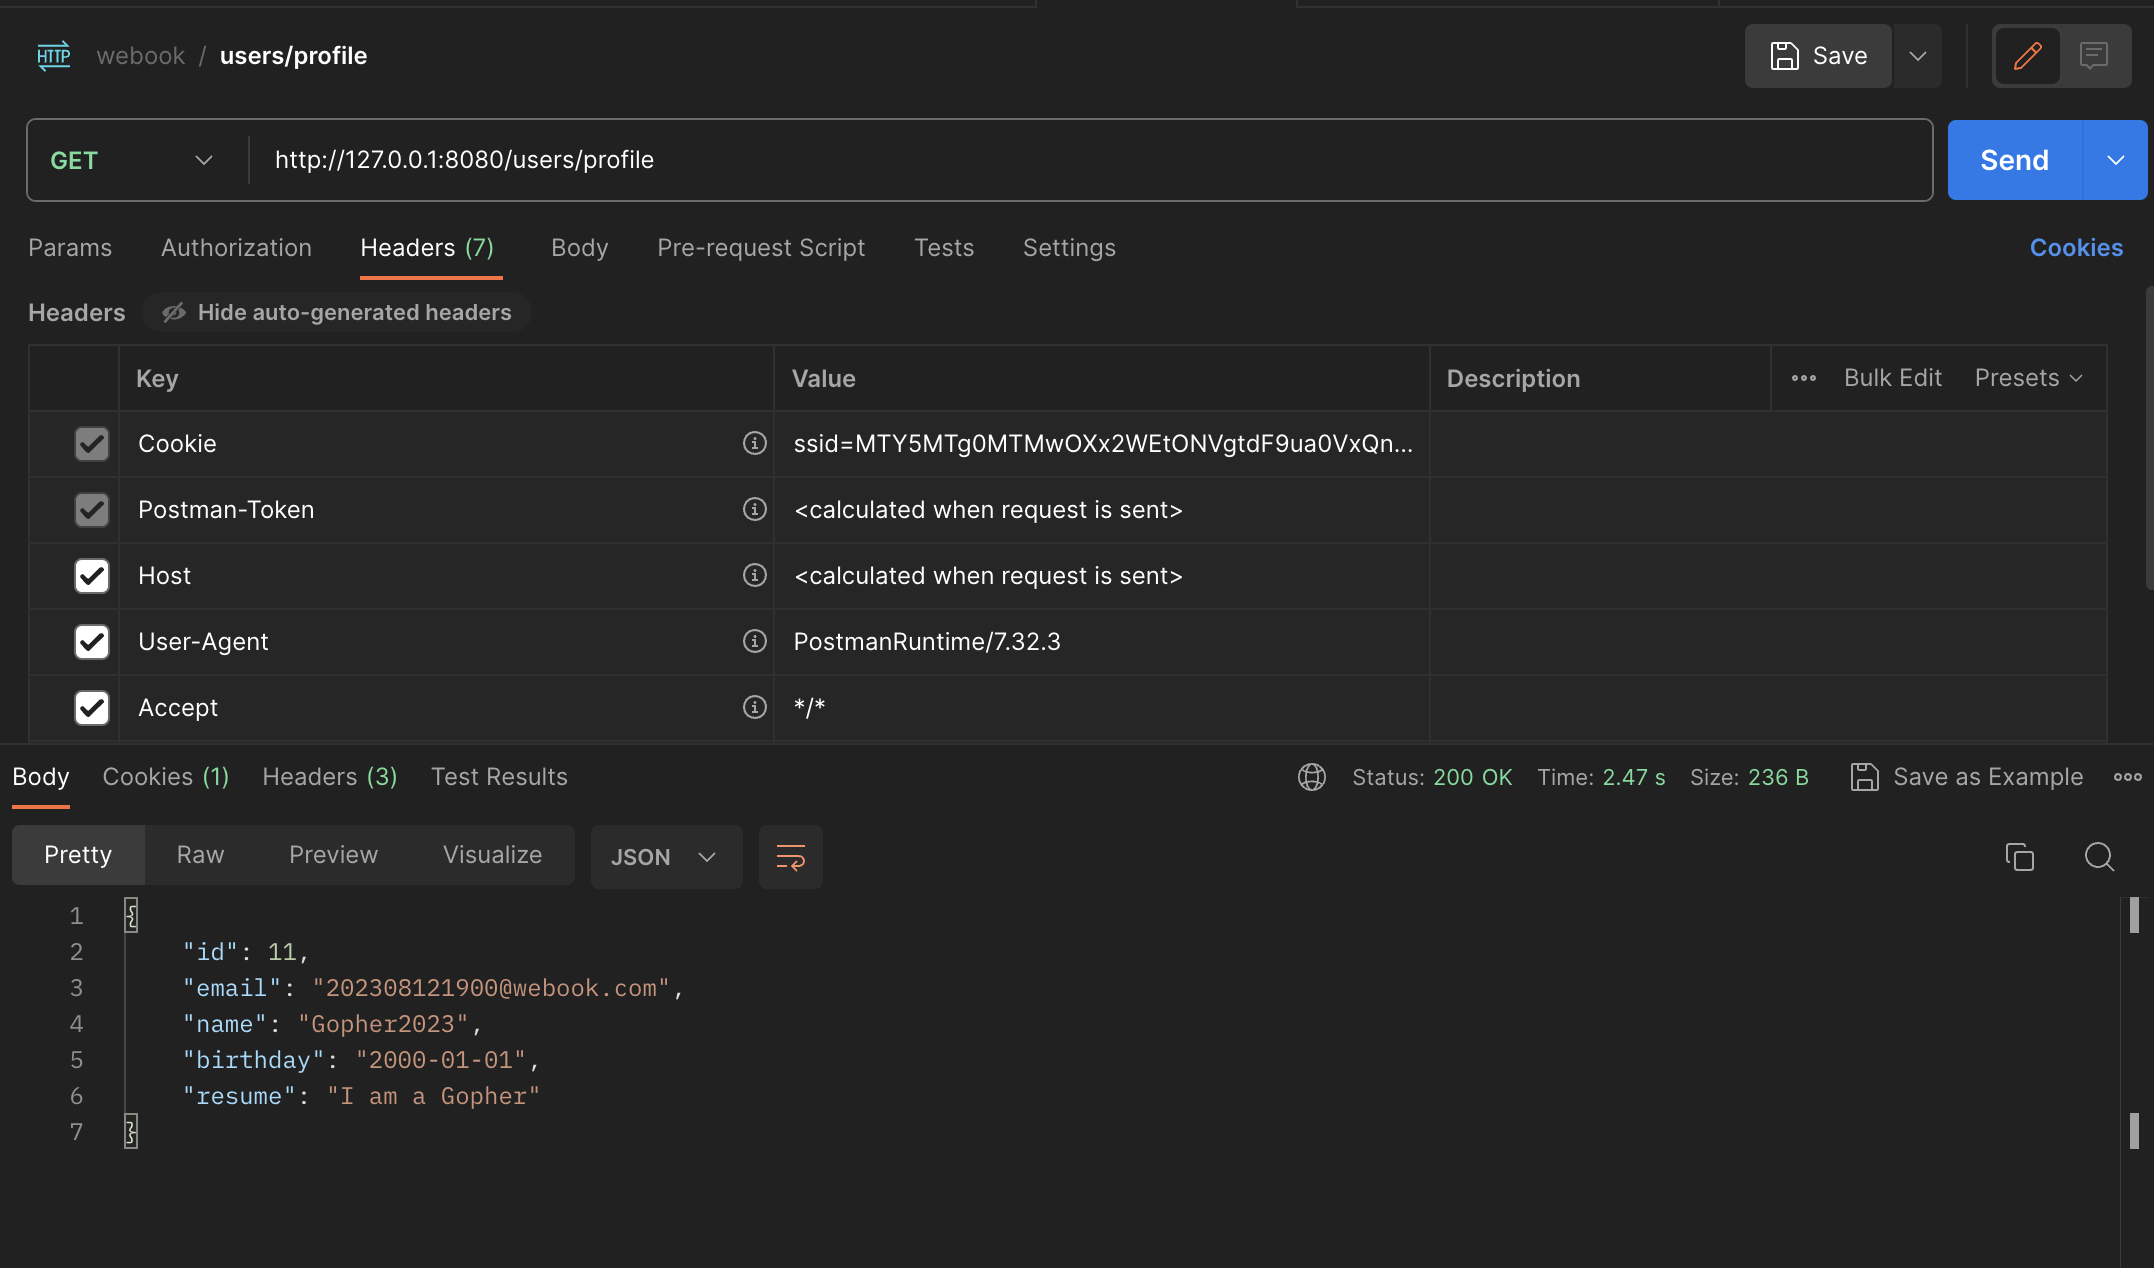 HTTP webook / users/profile Save
GET http://127.0.0.1:8080/users/profile Send
Params Authorization Headers (7) Body Pre-request Script Tests Settings Cookies
Headers Hide auto-generated headers
Key Value Description Bulk Edit Presets
Cookie ssid=MTY5MTg0MTMwOXx2WEtONVgtdF9ua0VxQn...
Postman-Token <calculated when request is sent>
Host <calculated when request is sent>
User-Agent PostmanRuntime/7.32.3
Accept */*
Body Cookies (1) Headers (3) Test Results Status: 200 OK Time: 2.47 s Size: 236 B Save as Example
Pretty Raw Preview Visualize JSON
1 {
2 "id": 11,
3 "email": "202308121900@webook.com",
4 "name": "Gopher2023",
5 "birthday": "2000-01-01",
6 "resume": "I am a Gopher"
7 }